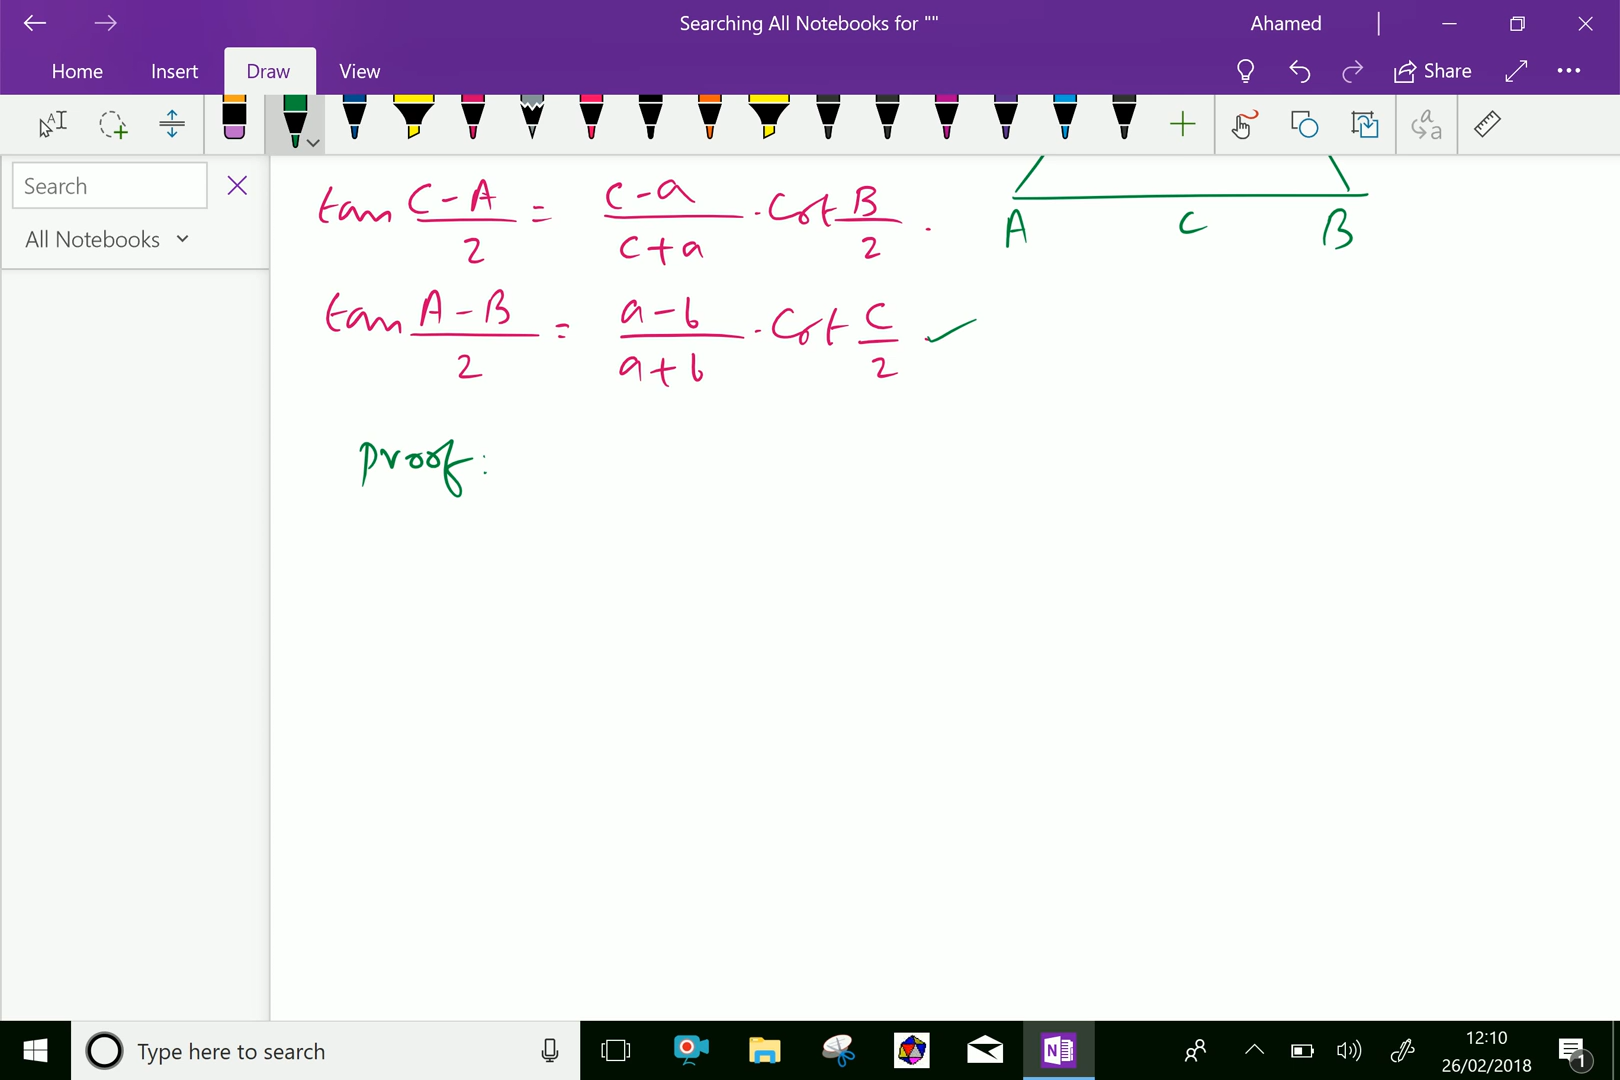 Searching All Notebooks for ""
Ahamed
Home Insert Draw View
Share
Search
All Notebooks
tan C-A/2 = c-a/c+a · Cot B/2 .
A c B
tan A-B/2 = a-b/a+b · Cot C/2 ✓
Proof:
Type here to search
12:10
26/02/2018
1